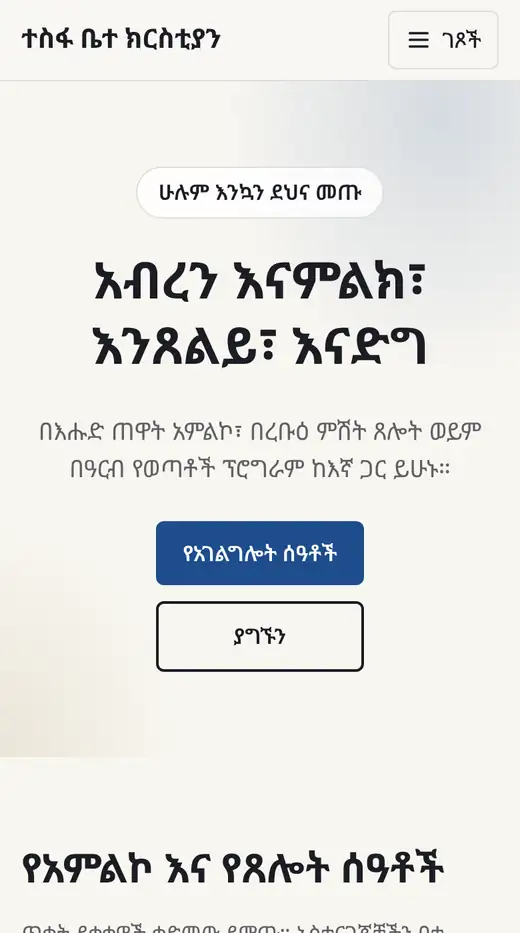 ተስፋ ቤተ ክርስቲያን
ገጾች
ሁሉም እንኳን ደህና መጡ
አብረን እናምልክ፣
እንጸልይ፣ እናድግ
በእሑድ ጠዋት አምልኮ፣ በረቡዕ ምሽት ጸሎት ወይም
በዓርብ የወጣቶች ፕሮግራም ከእኛ ጋር ይሁኑ።
የአገልግሎት ሰዓቶች
ያግኙን
የአምልኮ እና የጸሎት ሰዓቶች